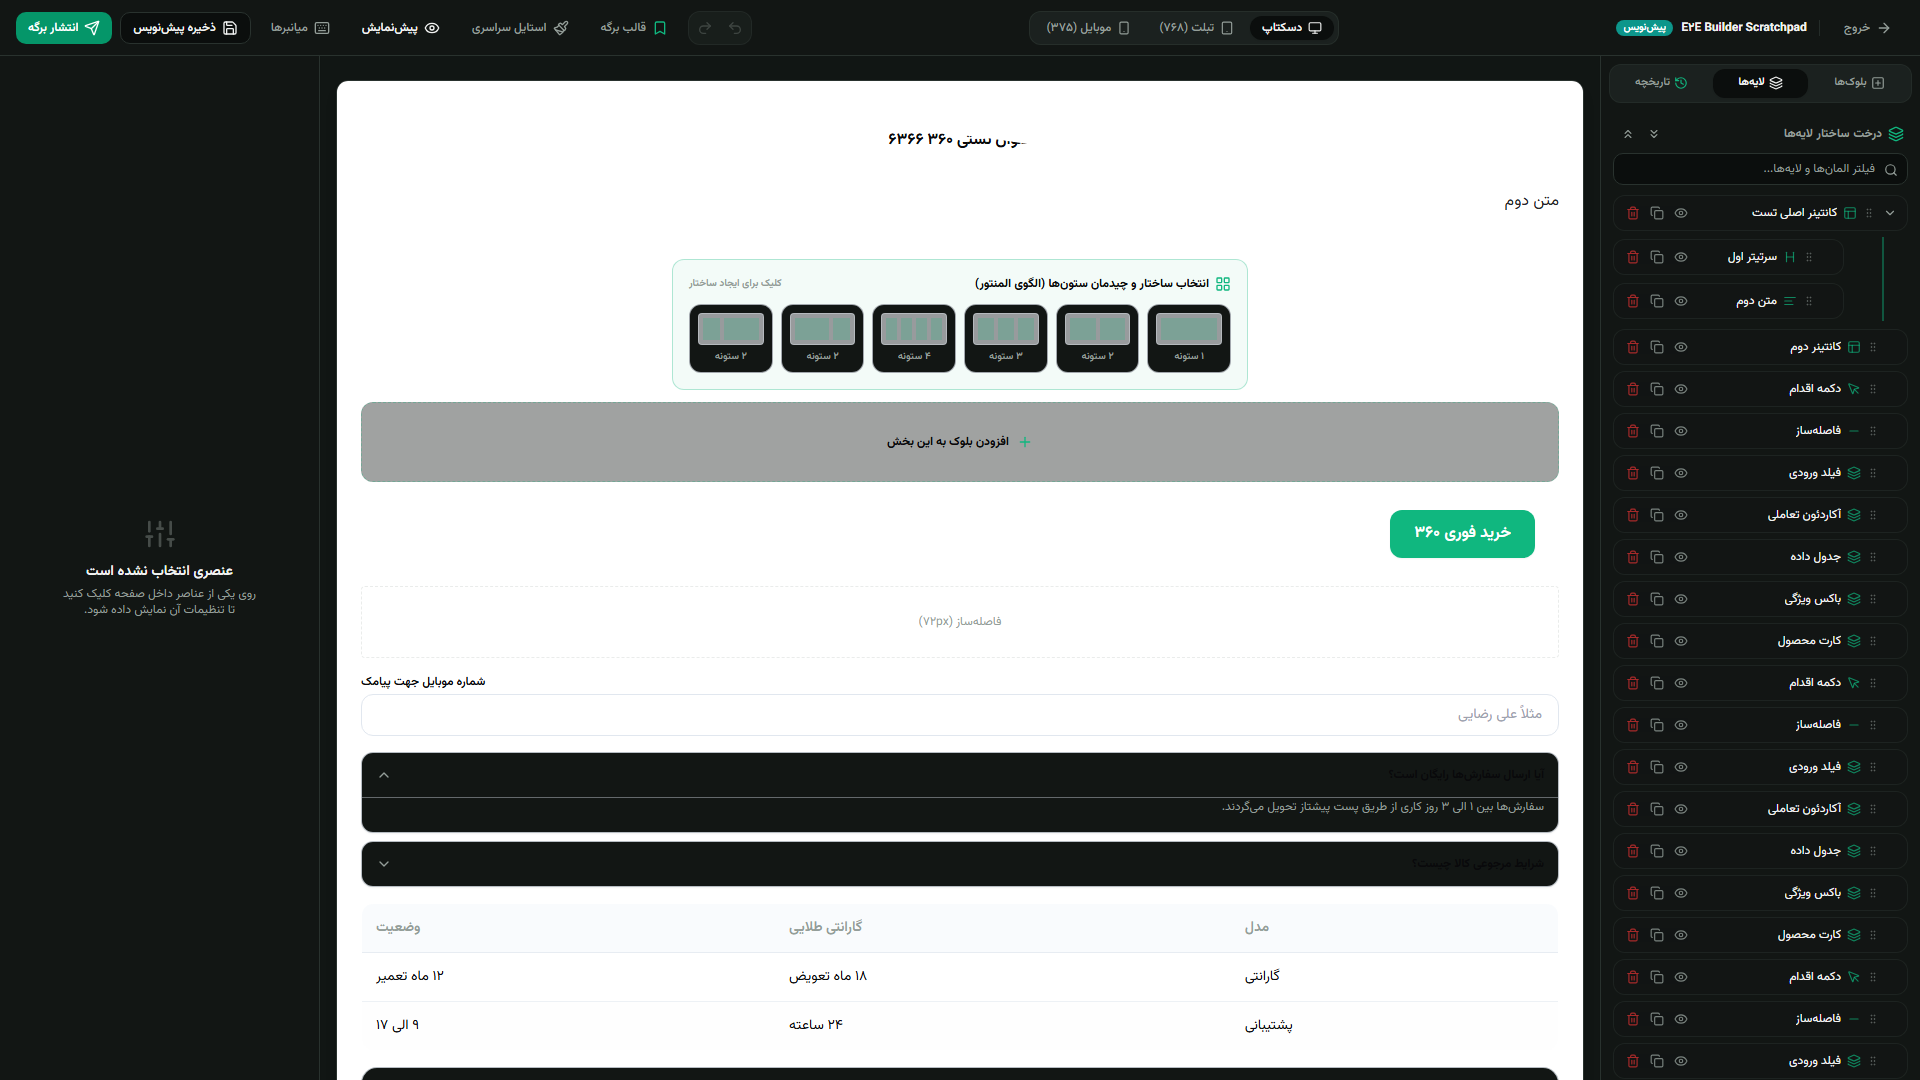 خروج
E2E Builder Scratchpad
پیش‌نویس
دسکتاپ
تبلت (۷۶۸)
موبایل (۳۷۵)
قالب برگه
استایل سراسری
پیش‌نمایش
میانبرها
ذخیره پیش‌نویس
انتشار برگه
بلوک‌ها
لایه‌ها
تاریخچه
درخت ساختار لایه‌ها
فیلتر المان‌ها و لایه‌ها...
کانتینر اصلی تست
سرتیتر اول
متن دوم
کانتینر دوم
دکمه اقدام
فاصله‌ساز
فیلد ورودی
آکاردئون تعاملی
جدول داده
باکس ویژگی
کارت محصول
دکمه اقدام
فاصله‌ساز
فیلد ورودی
آکاردئون تعاملی
جدول داده
باکس ویژگی
کارت محصول
دکمه اقدام
فاصله‌ساز
فیلد ورودی
تستی ۳۶۰ ۶۳۶۶
متن دوم
انتخاب ساختار و چیدمان ستون‌ها (الگوی المنتور)
کلیک برای ایجاد ساختار
۱ ستونه
۲ ستونه
۳ ستونه
۴ ستونه
۲ ستونه
۲ ستونه
افزودن بلوک به این بخش
خرید فوری ۳۶۰
فاصله‌ساز (۷۲px)
شماره موبایل جهت پیامک
مثلاً علی رضایی
آیا ارسال سفارش‌ها رایگان است؟
سفارش‌ها بین ۱ الی ۳ روز کاری از طریق پست پیشتاز تحویل می‌گردند.
شرایط مرجوعی کالا چیست؟
مدل
گارانتی طلایی
وضعیت
گارانتی
۱۸ ماه تعویض
۱۲ ماه تعمیر
پشتیبانی
۲۴ ساعته
۹ الی ۱۷
عنصری انتخاب نشده است
روی یکی از عناصر داخل صفحه کلیک کنید
تا تنظیمات آن نمایش داده شود.